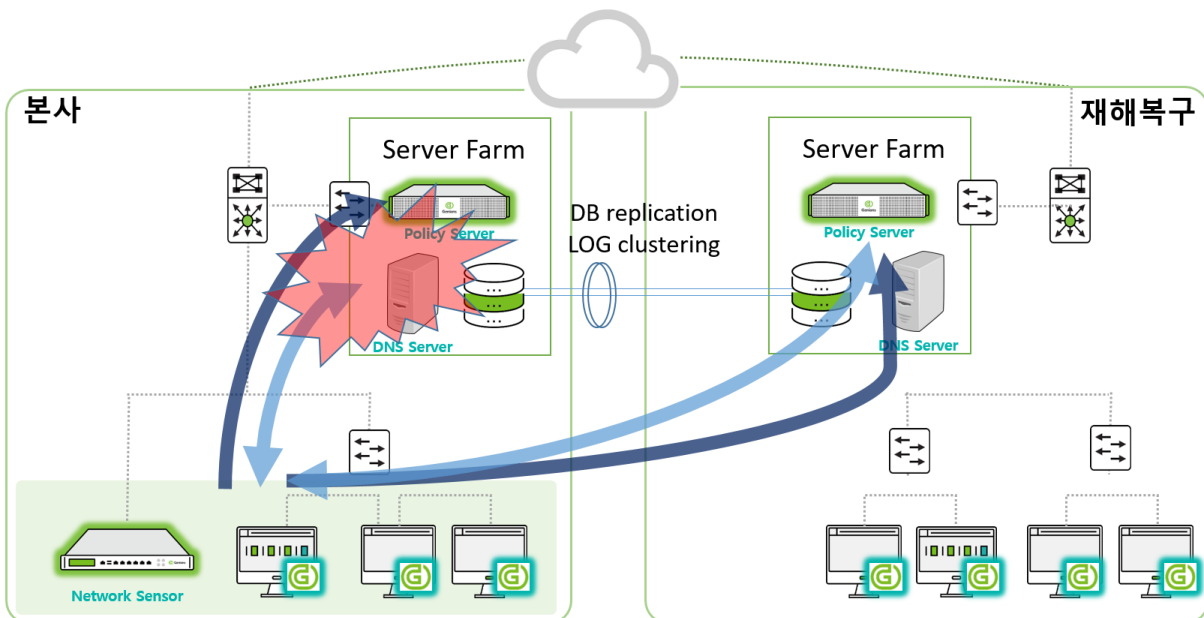 본사
재해복구
Server Farm
Policy Server
DNS Server
DB replication
LOG clustering
Server Farm
Policy Server
DNS Server
Network Sensor